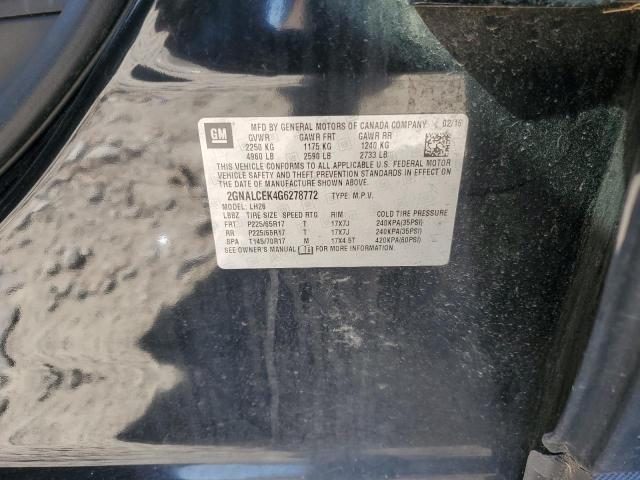 GM
MFD BY GENERAL MOTORS OF CANADA COMPANY 02/16
GVWR GAWR FRT GAWR RR
2250 KG 1175 KG 1240 KG
4960 LB 2590 LB 2733 LB
THIS VEHICLE CONFORMS TO ALL APPLICABLE U.S. FEDERAL MOTOR
VEHICLE SAFETY AND THEFT PREVENTION STANDARDS IN EFFECT ON
THE DATE OF MANUFACTURE SHOWN ABOVE.
2GNALCEK4G6278772 TYPE: M.P.V.
MODEL: LH26
LBBZ TIRE SIZE SPEED RTG RIM COLD TIRE PRESSURE
FRT P225/65R17 T 17X7J 240KPA(35PSI)
RR P225/65R17 T 17X7J 240KPA(35PSI)
SPA T145/70R17 M 17X4.5T 420KPA(60PSI)
SEE OWNER'S MANUAL FOR ADDITIONAL INFORMATION.